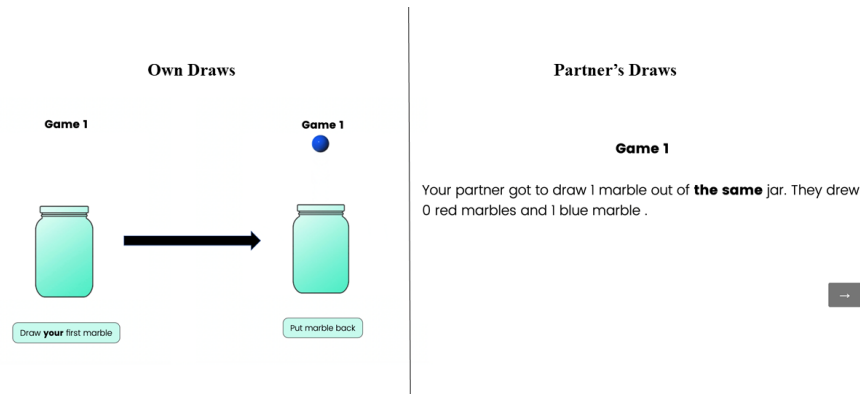 Own Draws
Game 1
Game 1
Draw your first marble
Put marble back
Partner’s Draws
Game 1
Your partner got to draw 1 marble out of the same jar. They drew
0 red marbles and 1 blue marble .
→